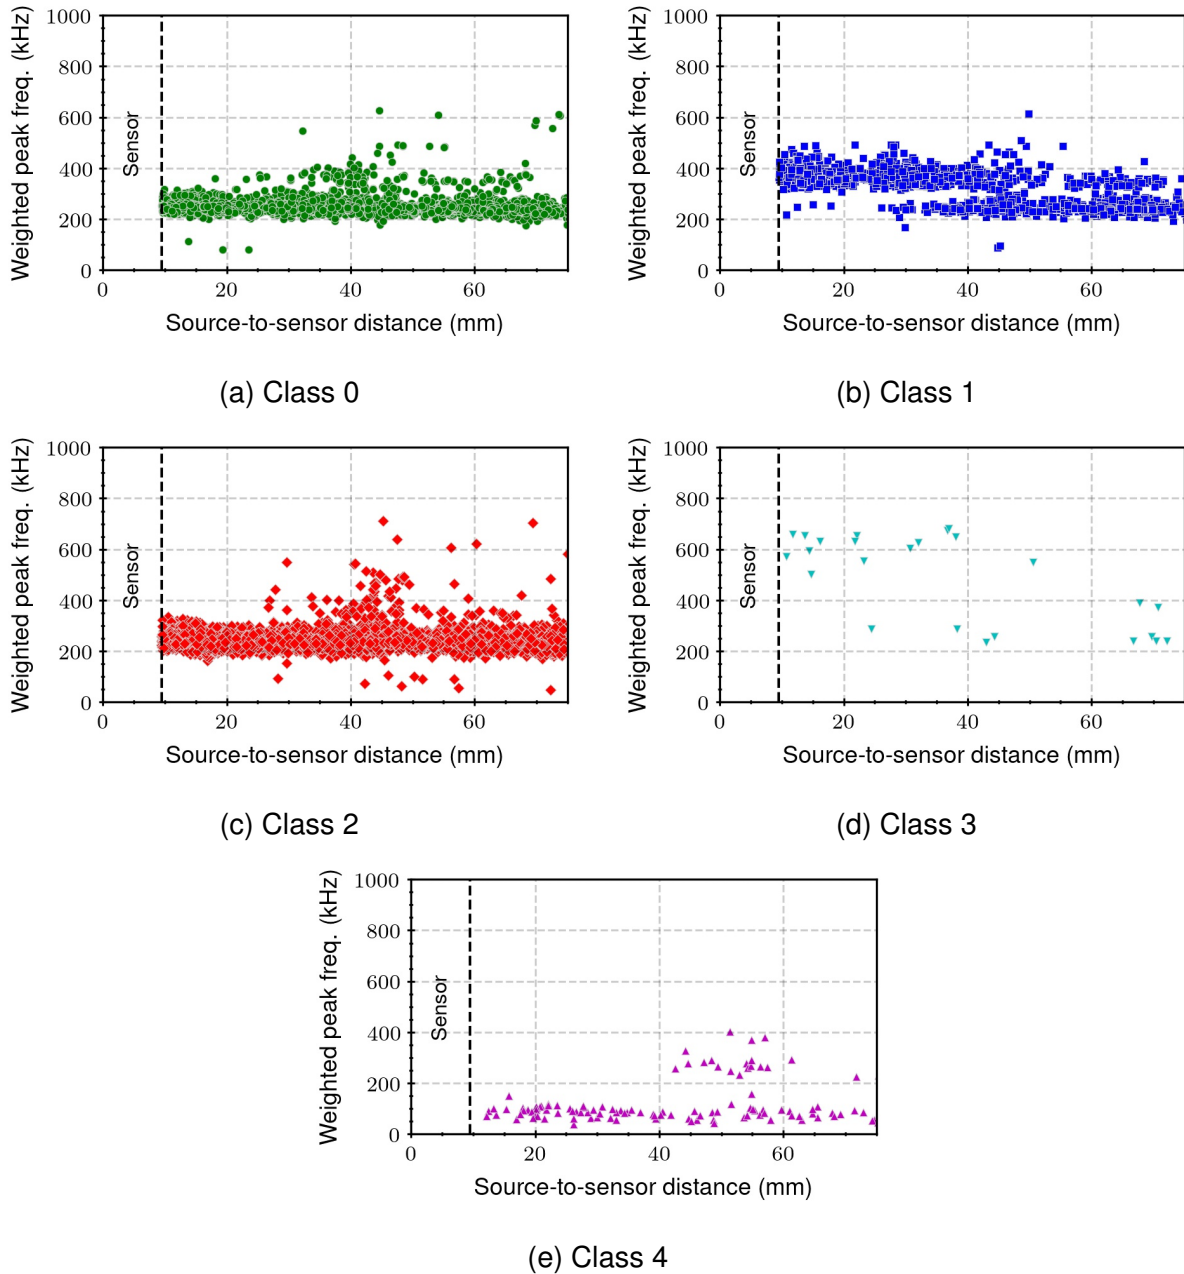 Weighted peak freq. (kHz)
1000
800
600
400
200
0
Sensor
0 20 40 60
Source-to-sensor distance (mm)
(a) Class 0
Weighted peak freq. (kHz)
1000
800
600
400
200
0
Sensor
0 20 40 60
Source-to-sensor distance (mm)
(b) Class 1
Weighted peak freq. (kHz)
1000
800
600
400
200
0
Sensor
0 20 40 60
Source-to-sensor distance (mm)
(c) Class 2
Weighted peak freq. (kHz)
1000
800
600
400
200
0
Sensor
0 20 40 60
Source-to-sensor distance (mm)
(d) Class 3
Weighted peak freq. (kHz)
1000
800
600
400
200
0
Sensor
0 20 40 60
Source-to-sensor distance (mm)
(e) Class 4